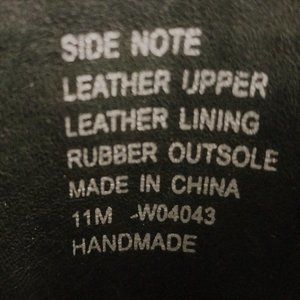 SIDE NOTE
LEATHER UPPER
LEATHER LINING
RUBBER OUTSOLE
MADE IN CHINA
11M -W04043
HANDMADE